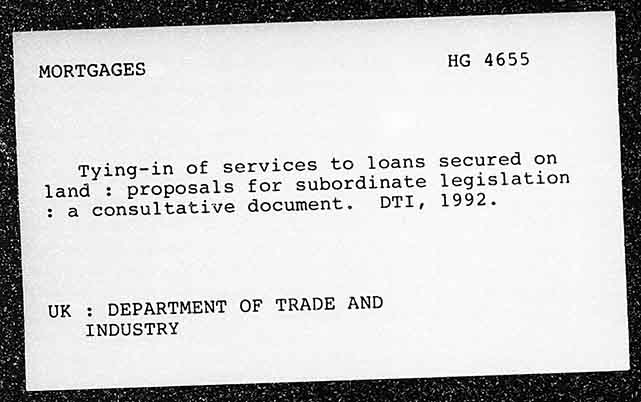 MORTGAGES
HG 4655
Tying-in of services to loans secured on
land : proposals for subordinate legislation
: a consultative document. DTI, 1992.
UK : DEPARTMENT OF TRADE AND
INDUSTRY